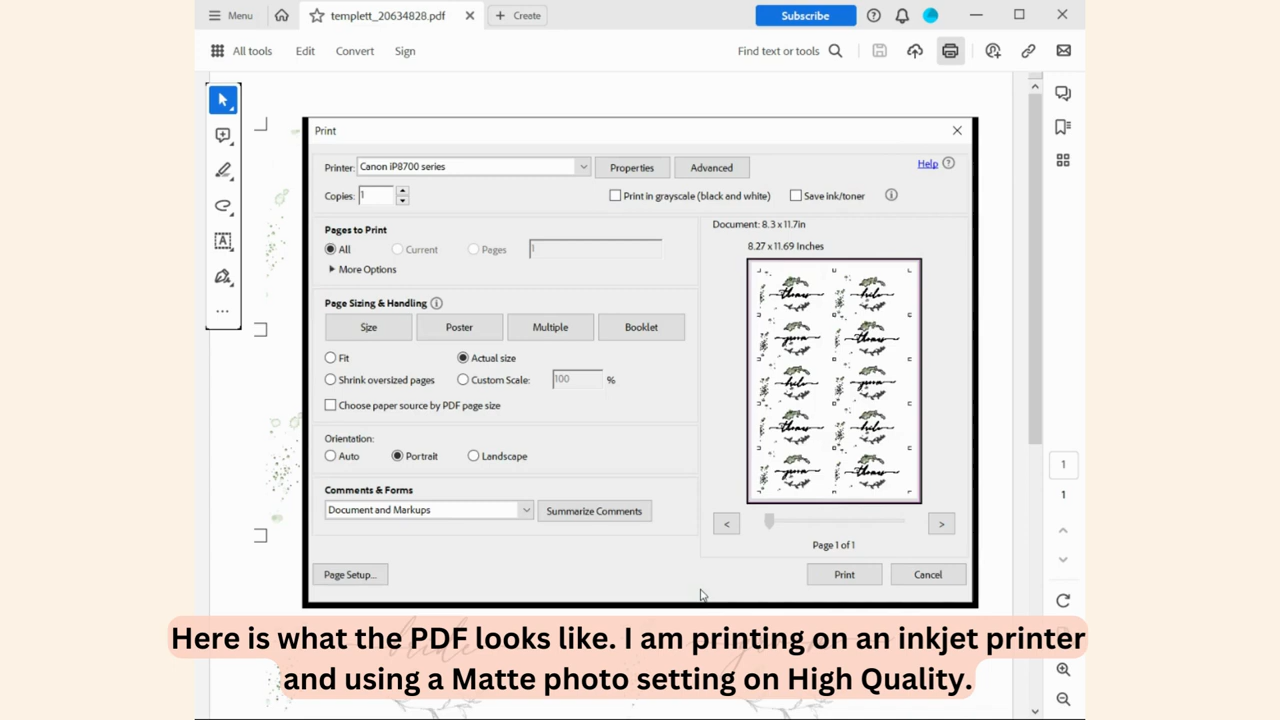 Menu
templett_20634828.pdf
Create
Subscribe
All tools
Edit
Convert
Sign
Find text or tools
Print
Printer: Canon iP8700 series
Properties
Advanced
Help
Copies: 1
Print in grayscale (black and white)
Save ink/toner
Pages to Print
All
Current
Pages
1
More Options
Page Sizing & Handling
Size
Poster
Multiple
Booklet
Fit
Actual size
Shrink oversized pages
Custom Scale: 100 %
Choose paper source by PDF page size
Orientation:
Auto
Portrait
Landscape
Comments & Forms
Document and Markups
Summarize Comments
Document: 8.3 x 11.7in
8.27 x 11.69 Inches
<
>
Page 1 of 1
Page Setup...
Print
Cancel
1
1
Here is what the PDF looks like. I am printing on an inkjet printer
and using a Matte photo setting on High Quality.